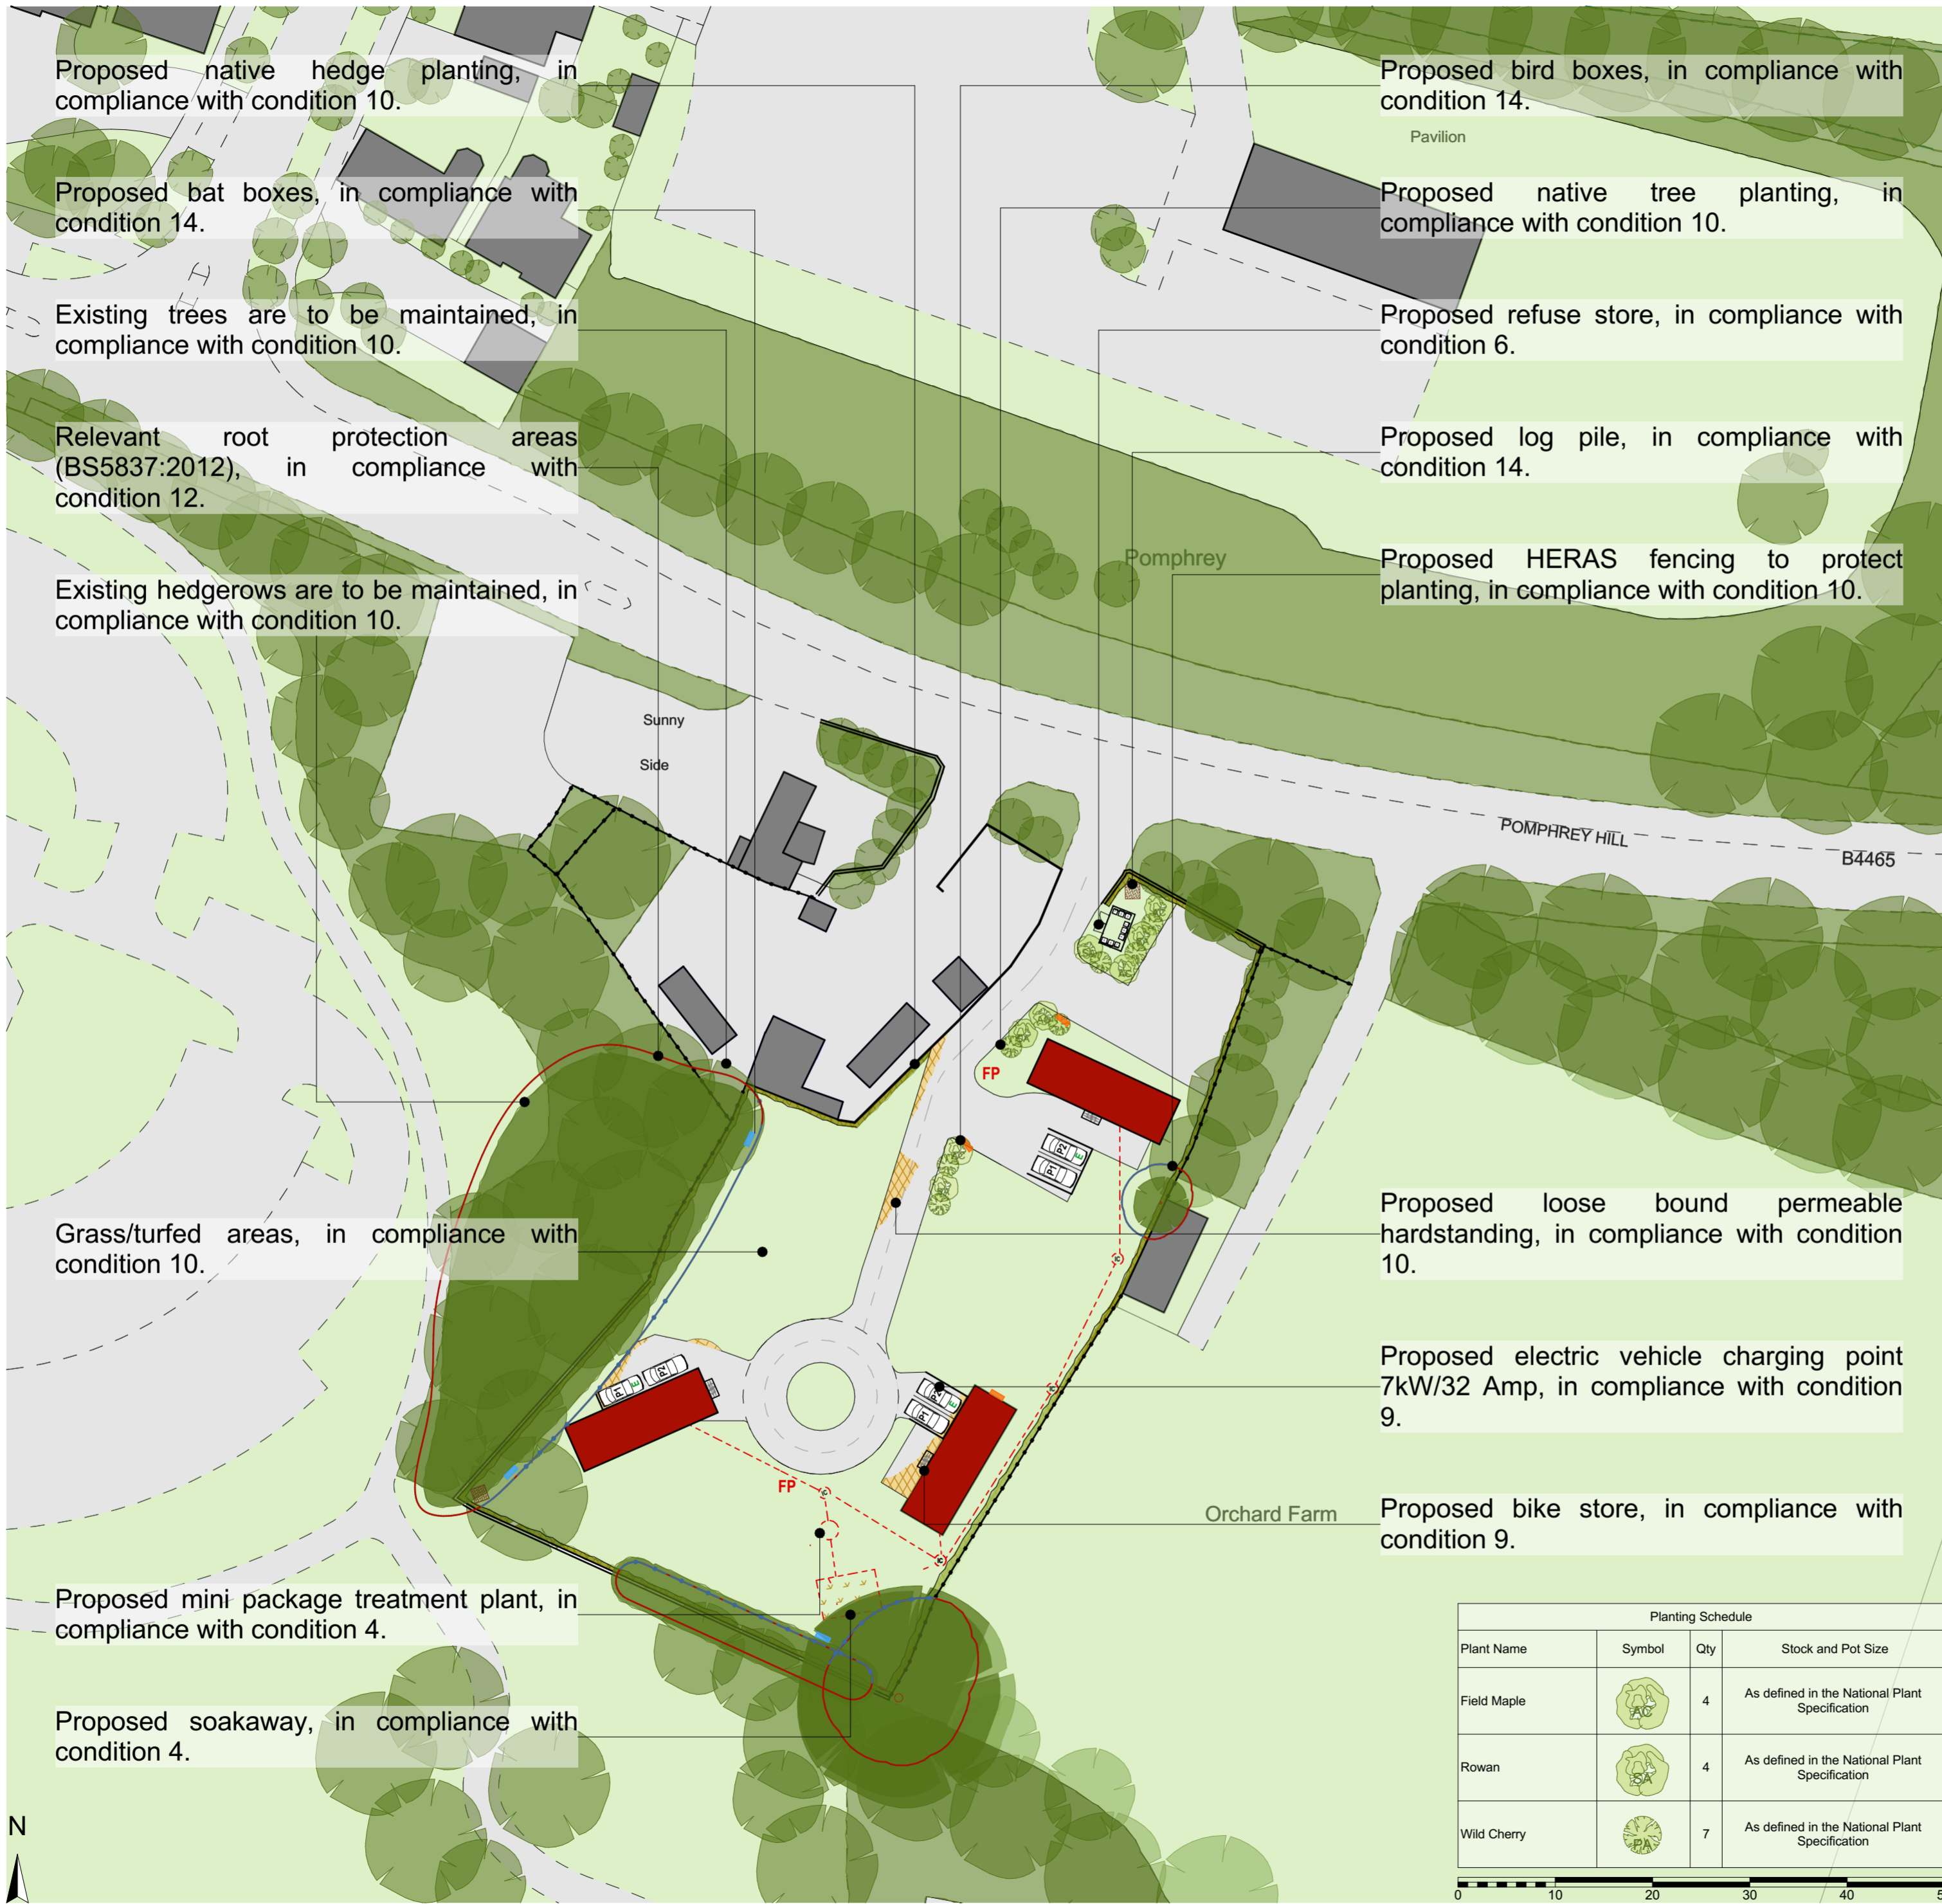 Proposed native hedge planting, in
compliance with condition 10.
Proposed bat boxes, in compliance with
condition 14.
Existing trees are to be maintained, in
compliance with condition 10.
Relevant root protection areas
(BS5837:2012), in compliance with
condition 12.
Existing hedgerows are to be maintained, in
compliance with condition 10.
Grass/turfed areas, in compliance with
condition 10.
Proposed mini package treatment plant, in
compliance with condition 4.
Proposed soakaway, in compliance with
condition 4.
N
Proposed bird boxes, in compliance with
condition 14.
Pavilion
Proposed native tree planting, in
compliance with condition 10.
Proposed refuse store, in compliance with
condition 6.
Proposed log pile, in compliance with
condition 14.
Pomphrey
Proposed HERAS fencing to protect
planting, in compliance with condition 10.
Sunny
Side
POMPHREY HILL
B4465
FP
P2 E
P1
Proposed loose bound permeable
hardstanding, in compliance with condition
10.
P1 E
P2
P2 E
P1
Proposed electric vehicle charging point
7kW/32 Amp, in compliance with condition
9.
FP
Orchard Farm
Proposed bike store, in compliance with
condition 9.
Planting Schedule
Plant Name Symbol Qty Stock and Pot Size
Field Maple AC 4 As defined in the National Plant
Specification
Rowan SA 4 As defined in the National Plant
Specification
Wild Cherry PA 7 As defined in the National Plant
Specification
0 10 20 30 40